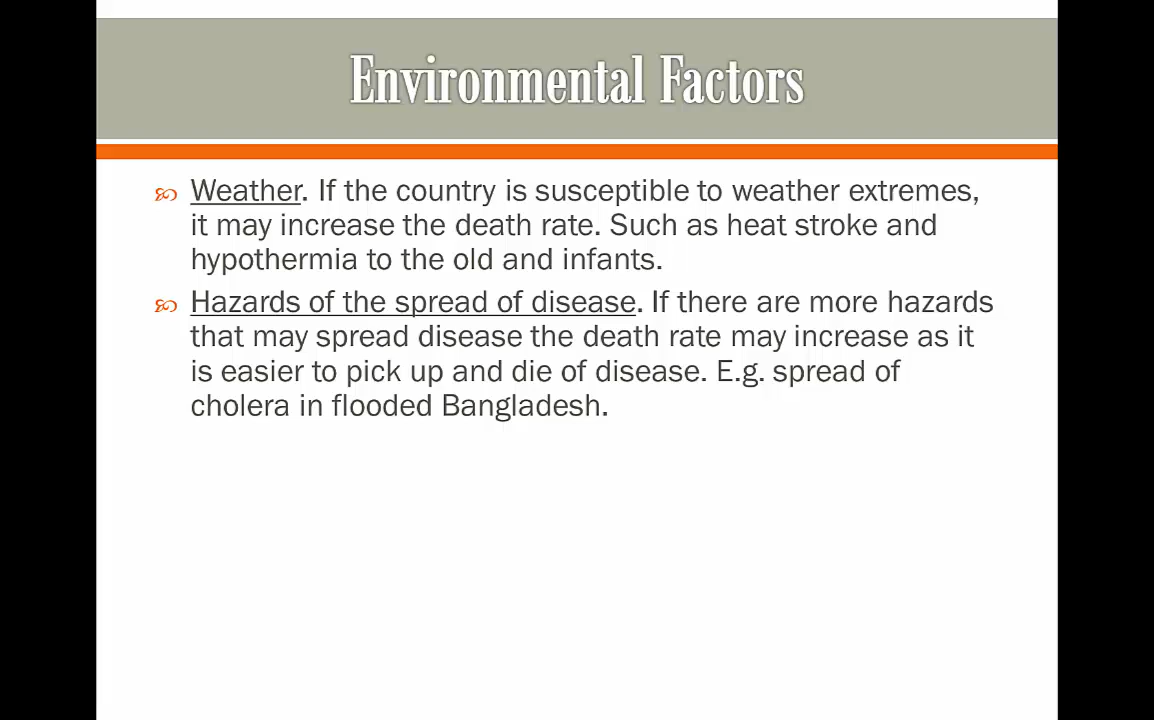 Environmental Factors
Weather. If the country is susceptible to weather extremes,
it may increase the death rate. Such as heat stroke and
hypothermia to the old and infants.
Hazards of the spread of disease. If there are more hazards
that may spread disease the death rate may increase as it
is easier to pick up and die of disease. E.g. spread of
cholera in flooded Bangladesh.